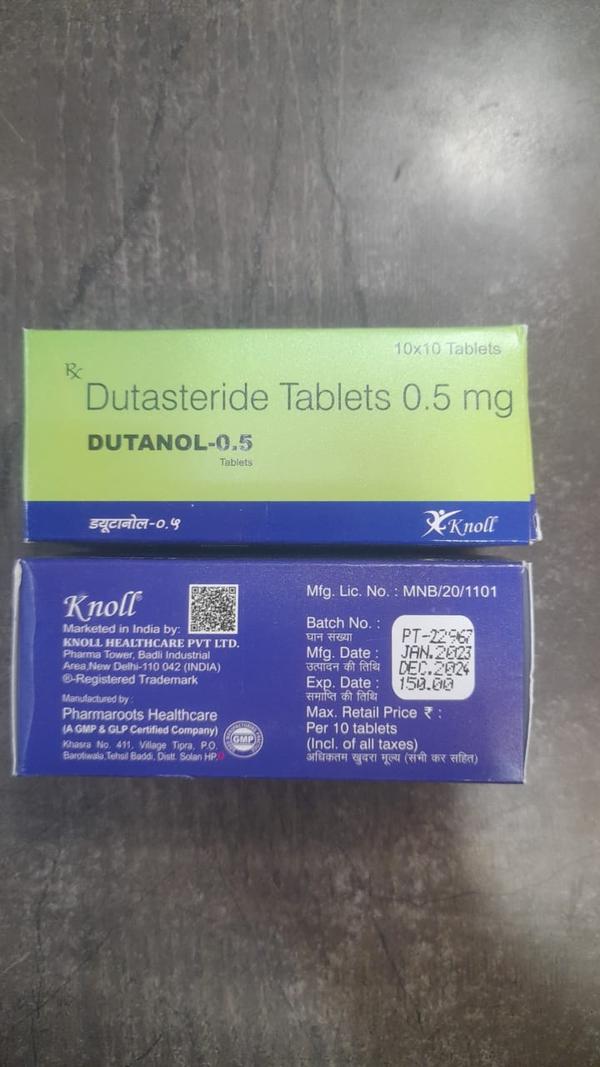 10x10 Tablets
Rx
Dutasteride Tablets 0.5 mg
DUTANOL-0.5
Tablets
डयूटानोल-०.५
Knoll
Knoll®
Marketed in India by:
KNOLL HEALTHCARE PVT LTD.
Pharma Tower, Badli Industrial
Area,New Delhi-110 042 (INDIA)
®-Registered Trademark
Manufactured by :
Pharmaroots Healthcare
(A GMP & GLP Certified Company)
Khasra No. 411, Village Tipra, P.O.
Barotiwala,Tehsil Baddi, Distt. Solan HP.
GMP
Mfg. Lic. No. : MNB/20/1101
Batch No. :
घान संख्या
Mfg. Date :
उत्पादन की तिथि
Exp. Date :
समाप्ति की तिथि
Max. Retail Price ₹ :
Per 10 tablets
(Incl. of all taxes)
अधिकतम खुदरा मूल्य (सभी कर सहित)
PT-22967
JAN.2023
DEC.2024
150.00